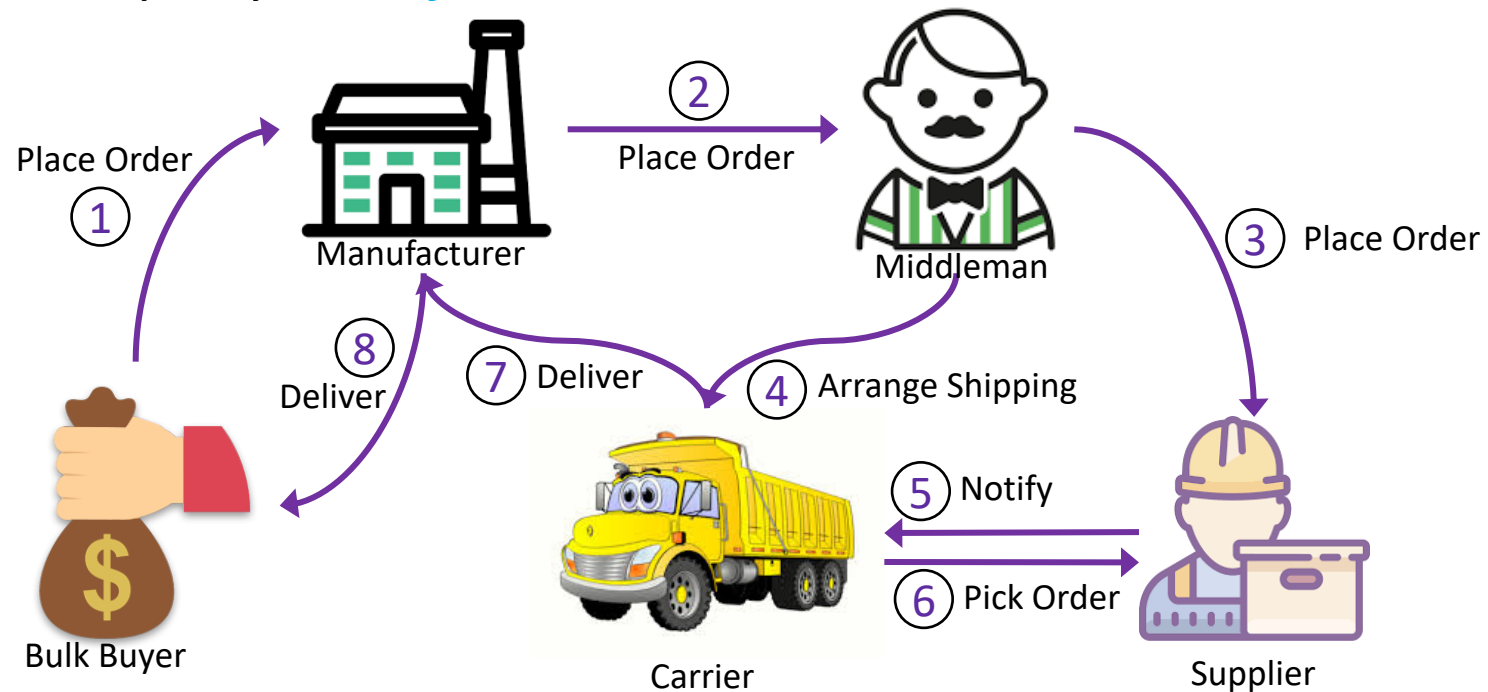 2
Place Order
Place Order
1
3
Place Order
Manufacturer
Middleman
8
Deliver
7
Deliver
4
Arrange Shipping
5
Notify
6
Pick Order
$
Bulk Buyer
Carrier
Supplier